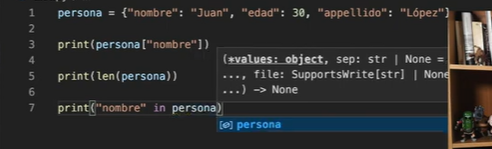 1 persona = {"nombre": "Juan", "edad": 30, "appellido": "López"}
2
3 print(persona["nombre"])
4
5 print(len(persona))
6
7 print("nombre" in persona)
(*values: object, sep: str | None =
..., file: SupportsWrite[str] | None
...) -> None
persona